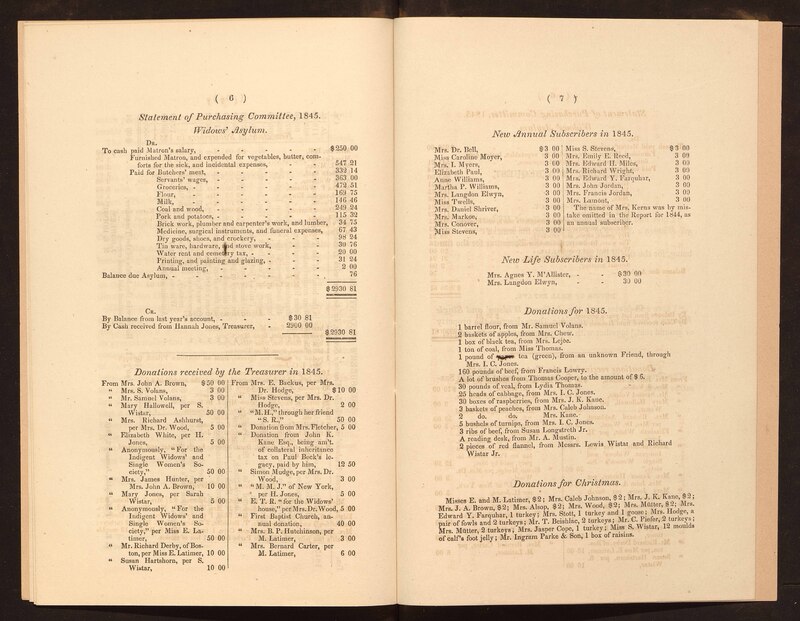 ( 6 )
Statement of Purchasing Committee, 1845.
Widows' Asylum.
Dr.
To cash paid Matron's salary, - - - - - $250 00
Furnished Matron, and expended for vegetables, butter, com-
forts for the sick, and incidental expenses, - - - 547 21
Paid for Butchers' meat, - - - - - 332 14
Servants' wages, - - - - - 363 00
Groceries, - - - - - 472 51
Flour, - - - - - 169 75
Milk, - - - - - 146 46
Coal and wood, - - - - - 249 24
Pork and potatoes, - - - - - 115 32
Brick work, plumber and carpenter's work, and lumber, 34 75
Medicine, surgical instruments, and funeral expenses, 67 43
Dry goods, shoes, and crockery, - - - 98 24
Tin ware, hardware, and stove work, - - - 30 76
Water rent and cemetry tax, - - - 20 00
Printing, and painting and glazing, - - - 31 24
Annual meeting, - - - - - 2 00
Balance due Asylum, - - - - - 76
$2930 81
Cr.
By Balance from last year's account, - - - $30 81
By Cash received from Hannah Jones, Treasurer, - 2900 00
$2930 81
Donations received by the Treasurer in 1845.
From Mrs. John A. Brown, $50 00
" Mrs. S. Volans, 3 00
" Mr. Samuel Volans, 3 00
" Mary Hallowell, per S.
Wistar, 50 00
" Mrs. Richard Ashhurst,
per Mrs. Dr. Wood, 5 00
" Elizabeth White, per H.
Jones, 5 00
" Anonymously, "For the
Indigent Widows' and
Single Women's So-
ciety," 50 00
" Mrs. James Hunter, per
Mrs. John A. Brown, 10 00
" Mary Jones, per Sarah
Wistar, 5 00
" Anonymously, "For the
Indigent Widows' and
Single Women's So-
ciety," per Miss E. La-
timer, 50 00
" Mr. Richard Derby, of Bos-
ton, per Miss E. Latimer, 10 00
" Susan Hartshorn, per S.
Wistar, 10 00
From Mrs. E. Backus, per Mrs.
Dr. Hodge, $10 00
" Miss Stevens, per Mrs. Dr.
Hodge, 2 00
" "M. H.," through her friend
"S. R.," 50 00
" Donation from Mrs. Fletcher, 5 00
" Donation from John K.
Kane Esq., being am't.
of collateral inheritance
tax on Paul Beck's le-
gacy, paid by him, 12 50
" Simon Mudge, per Mrs. Dr.
Wood, 3 00
" "M. M. J." of New York,
per H. Jones, 5 00
" E. T. R. "for the Widows'
house," per Mrs. Dr. Wood, 5 00
" First Baptist Church, an-
nual donation, 40 00
" Mrs. B. P. Hutchinson, per
M. Latimer, 3 00
" Mrs. Bernard Carter, per
M. Latimer, 6 00
( 7 )
New Annual Subscribers in 1845.
Mrs. Dr. Bell, $3 00
Miss Caroline Moyer, 3 00
Mrs. I. Myers, 3 00
Elizabeth Paul, 3 00
Anne Williams, 3 00
Martha P. Williams, 3 00
Mrs. Langdon Elwyn, 3 00
Miss Twells, 3 00
Mrs. Daniel Shriver, 3 00
Mrs. Markoe, 3 00
Mrs. Conover, 3 00
Miss Stevens, 3 00
Miss S. Stevens, $3 00
Mrs. Emily E. Reed, 3 00
Mrs. Edward H. Miles, 3 00
Mrs. Richard Wright, 3 00
Mrs. Edward Y. Farquhar, 3 00
Mrs. John Jordan, 3 00
Mrs. Francis Jordan, 3 00
Mrs. Lamont, 3 00
The name of Mrs. Kerns was by mis-
take omitted in the Report for 1844, as
an annual subscriber.
New Life Subscribers in 1845.
Mrs. Agnes Y. M'Allister, - - $30 00
Mrs. Langdon Elwyn, - - 30 00
Donations for 1845.
1 barrel flour, from Mr. Samuel Volans.
2 baskets of apples, from Mrs. Chew.
1 box of black tea, from Mrs. Lejée.
1 ton of coal, from Miss Thomas.
1 pound of tea (green), from an unknown Friend, through
Mrs. I. C. Jones.
160 pounds of beef, from Francis Lowry.
A lot of brushes from Thomas Cooper, to the amount of $6.
30 pounds of veal, from Lydia Thomas.
25 heads of cabbage, from Mrs. I. C. Jones.
30 boxes of raspberries, from Mrs. J. K. Kane.
3 baskets of peaches, from Mrs. Caleb Johnson.
2 do. do. Mrs. Kane.
5 bushels of turnips, from Mrs. I. C. Jones.
3 ribs of beef, from Susan Longstreth Jr.
A reading desk, from Mr. A. Mustin.
2 pieces of red flannel, from Messrs. Lewis Wistar and Richard
Wistar Jr.
Donations for Christmas.
Misses E. and M. Latimer, $2; Mrs. Caleb Johnson, $2; Mrs. J. K. Kane, $2;
Mrs. J. A. Brown, $2; Mrs. Alsop, $2; Mrs. Wood, $2; Mrs. Mütter, $2; Mrs.
Edward Y. Farquhar, 1 turkey; Mrs. Stott, 1 turkey and 1 goose; Mrs. Hodge, a
pair of fowls and 2 turkeys; Mr. T. Beishlac, 2 turkeys; Mr. C. Fiefer, 2 turkeys;
Mrs. Mütter, 2 turkeys; Mrs. Jasper Cope, 1 turkey; Miss S. Wistar, 12 moulds
of calf's foot jelly; Mr. Ingram Parke & Son, 1 box of raisins.